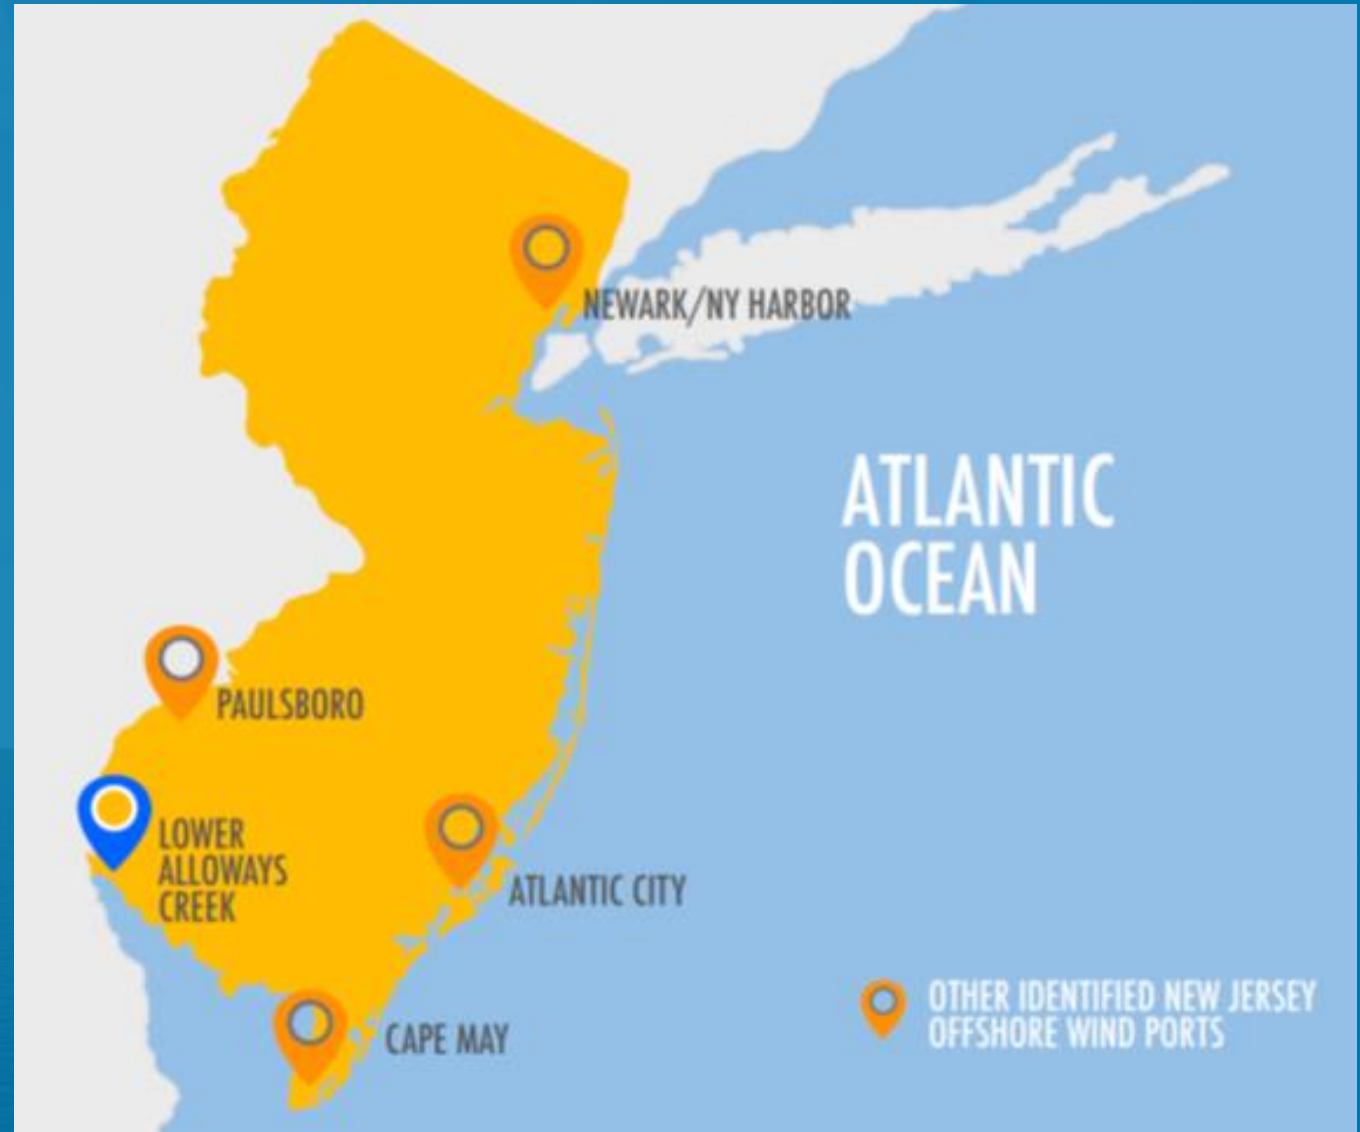 NEWARK/NY HARBOR
ATLANTIC
OCEAN
PAULSBORO
LOWER
ALLOWAYS
CREEK
ATLANTIC CITY
CAPE MAY
OTHER IDENTIFIED NEW JERSEY
OFFSHORE WIND PORTS